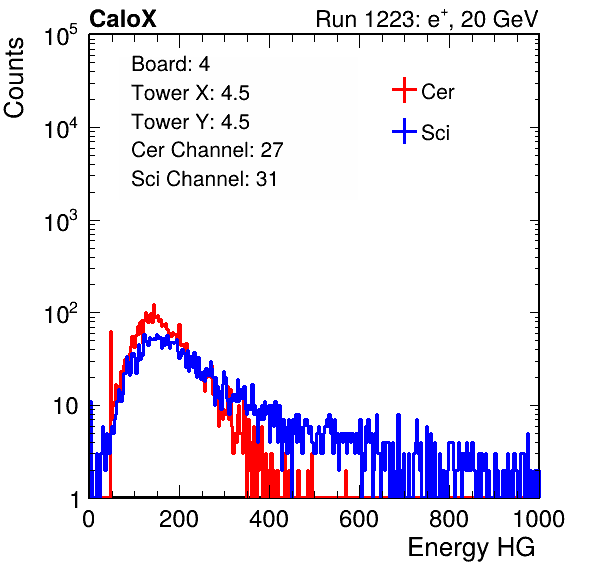 CaloX Run 1223: e⁺, 20 GeV
Counts
10⁵
10⁴
10³
10²
10
1
Board: 4
Tower X: 4.5
Tower Y: 4.5
Cer Channel: 27
Sci Channel: 31
Cer
Sci
0 200 400 600 800 1000
Energy HG